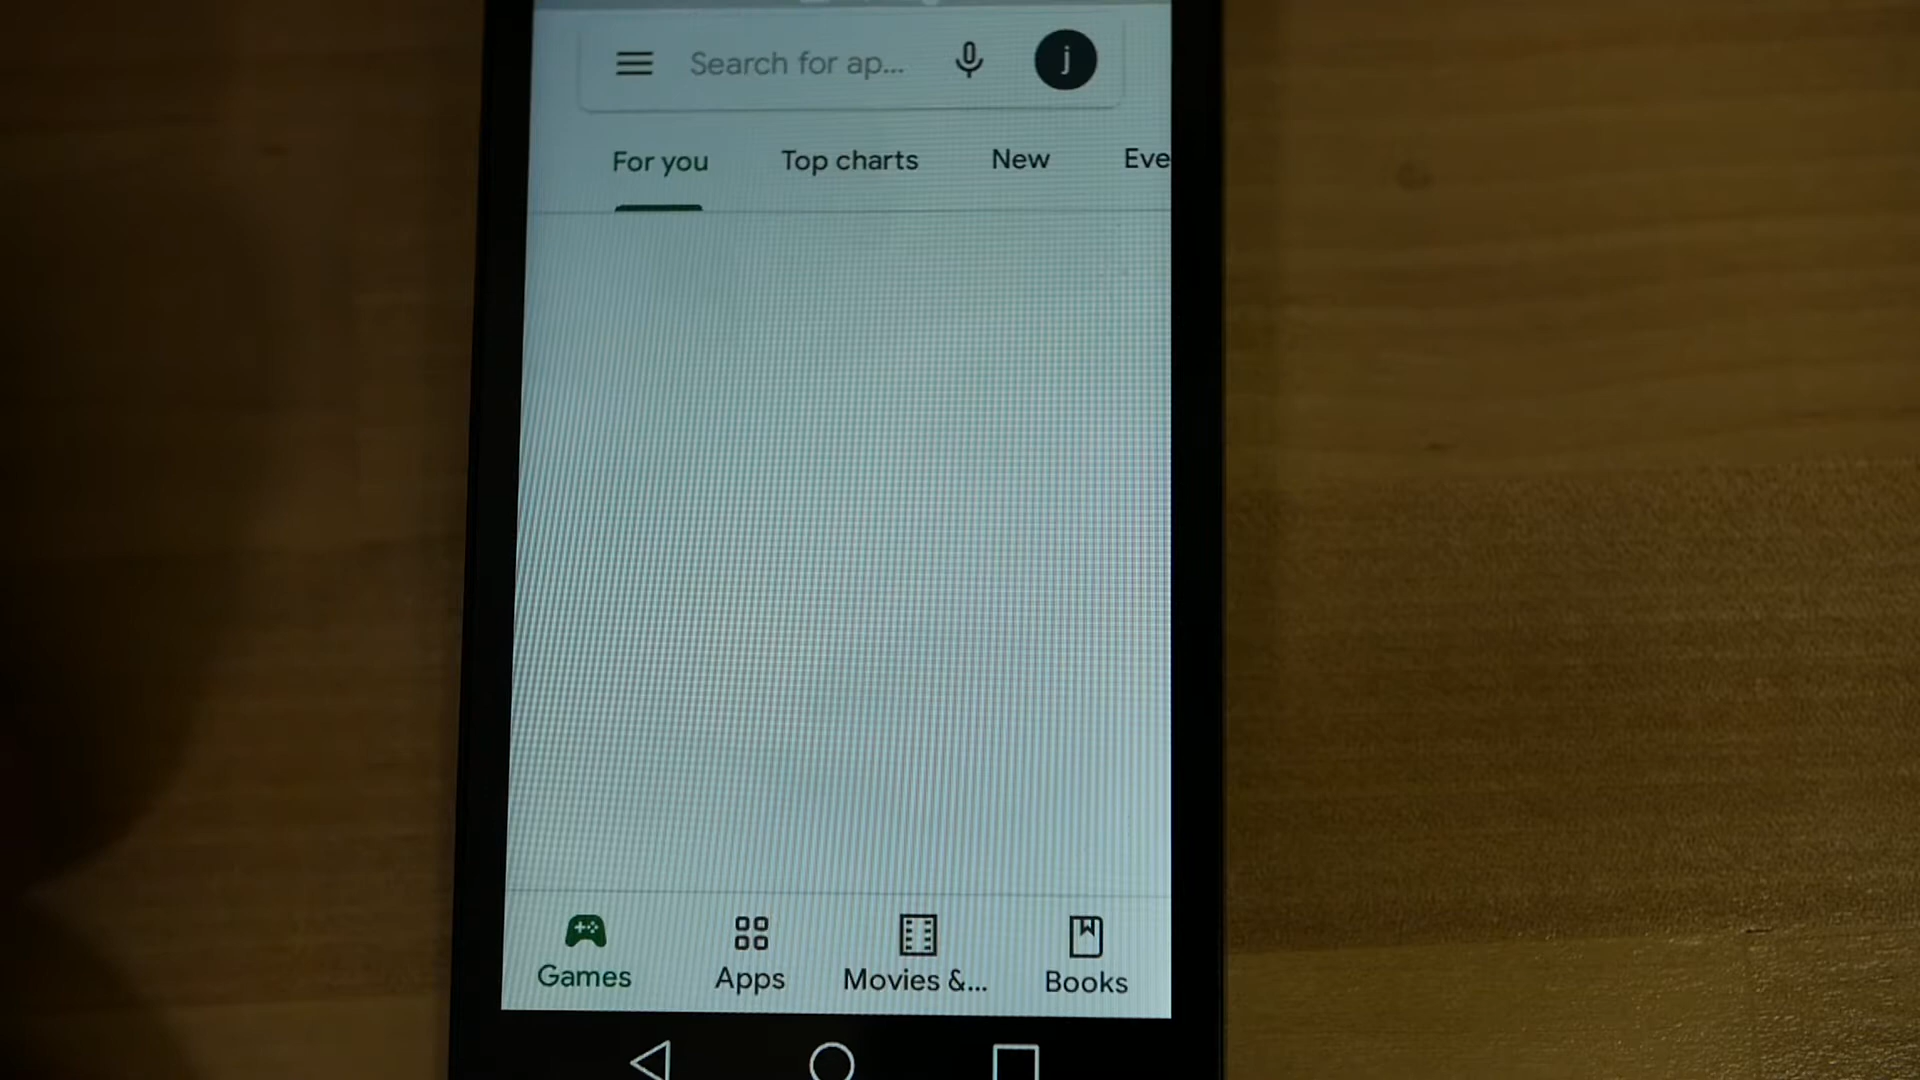 Search for ap...
j
For you
Top charts
New
Eve
Games
Apps
Movies &...
Books